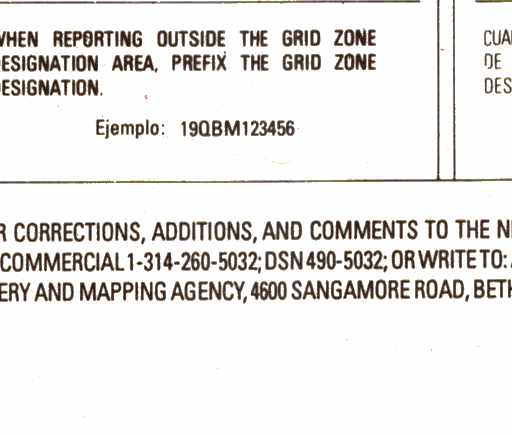 WHEN REPORTING OUTSIDE THE GRID ZONE
DESIGNATION AREA, PREFIX THE GRID ZONE
DESIGNATION.
Ejemplo: 19QBM123456
CUA
DE
DES
R CORRECTIONS, ADDITIONS, AND COMMENTS TO THE N
COMMERCIAL 1-314-260-5032; DSN 490-5032; OR WRITE TO:
ERY AND MAPPING AGENCY, 4600 SANGAMORE ROAD, BETH